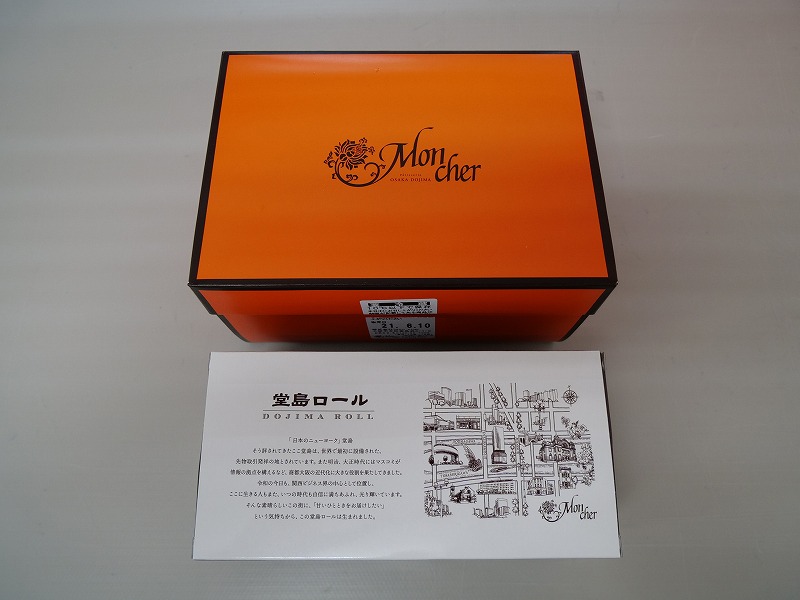 Mon
cher
OSAKA DOJIMA
21. 6.10
堂島ロール
DOJIMA ROLL
「日本のニューヨーク」堂島
そう評されてきたここ堂島は、世界で最初に設備された、
先物取引発祥の地とされています。また明治、大正時代にはマスコミが
情報の拠点を構えるなど、商都大阪の近代化に大きな役割を果たしてきました。
令和の今日も、関西ビジネス界の中心として位置し、
ここに生きる人もまた、いつの時代も自信に満ちあふれ、光り輝いています。
そんな素晴らしいこの街に、「甘いひとときをお届けしたい」
という気持ちから、この堂島ロールは生まれました。
Mon
cher